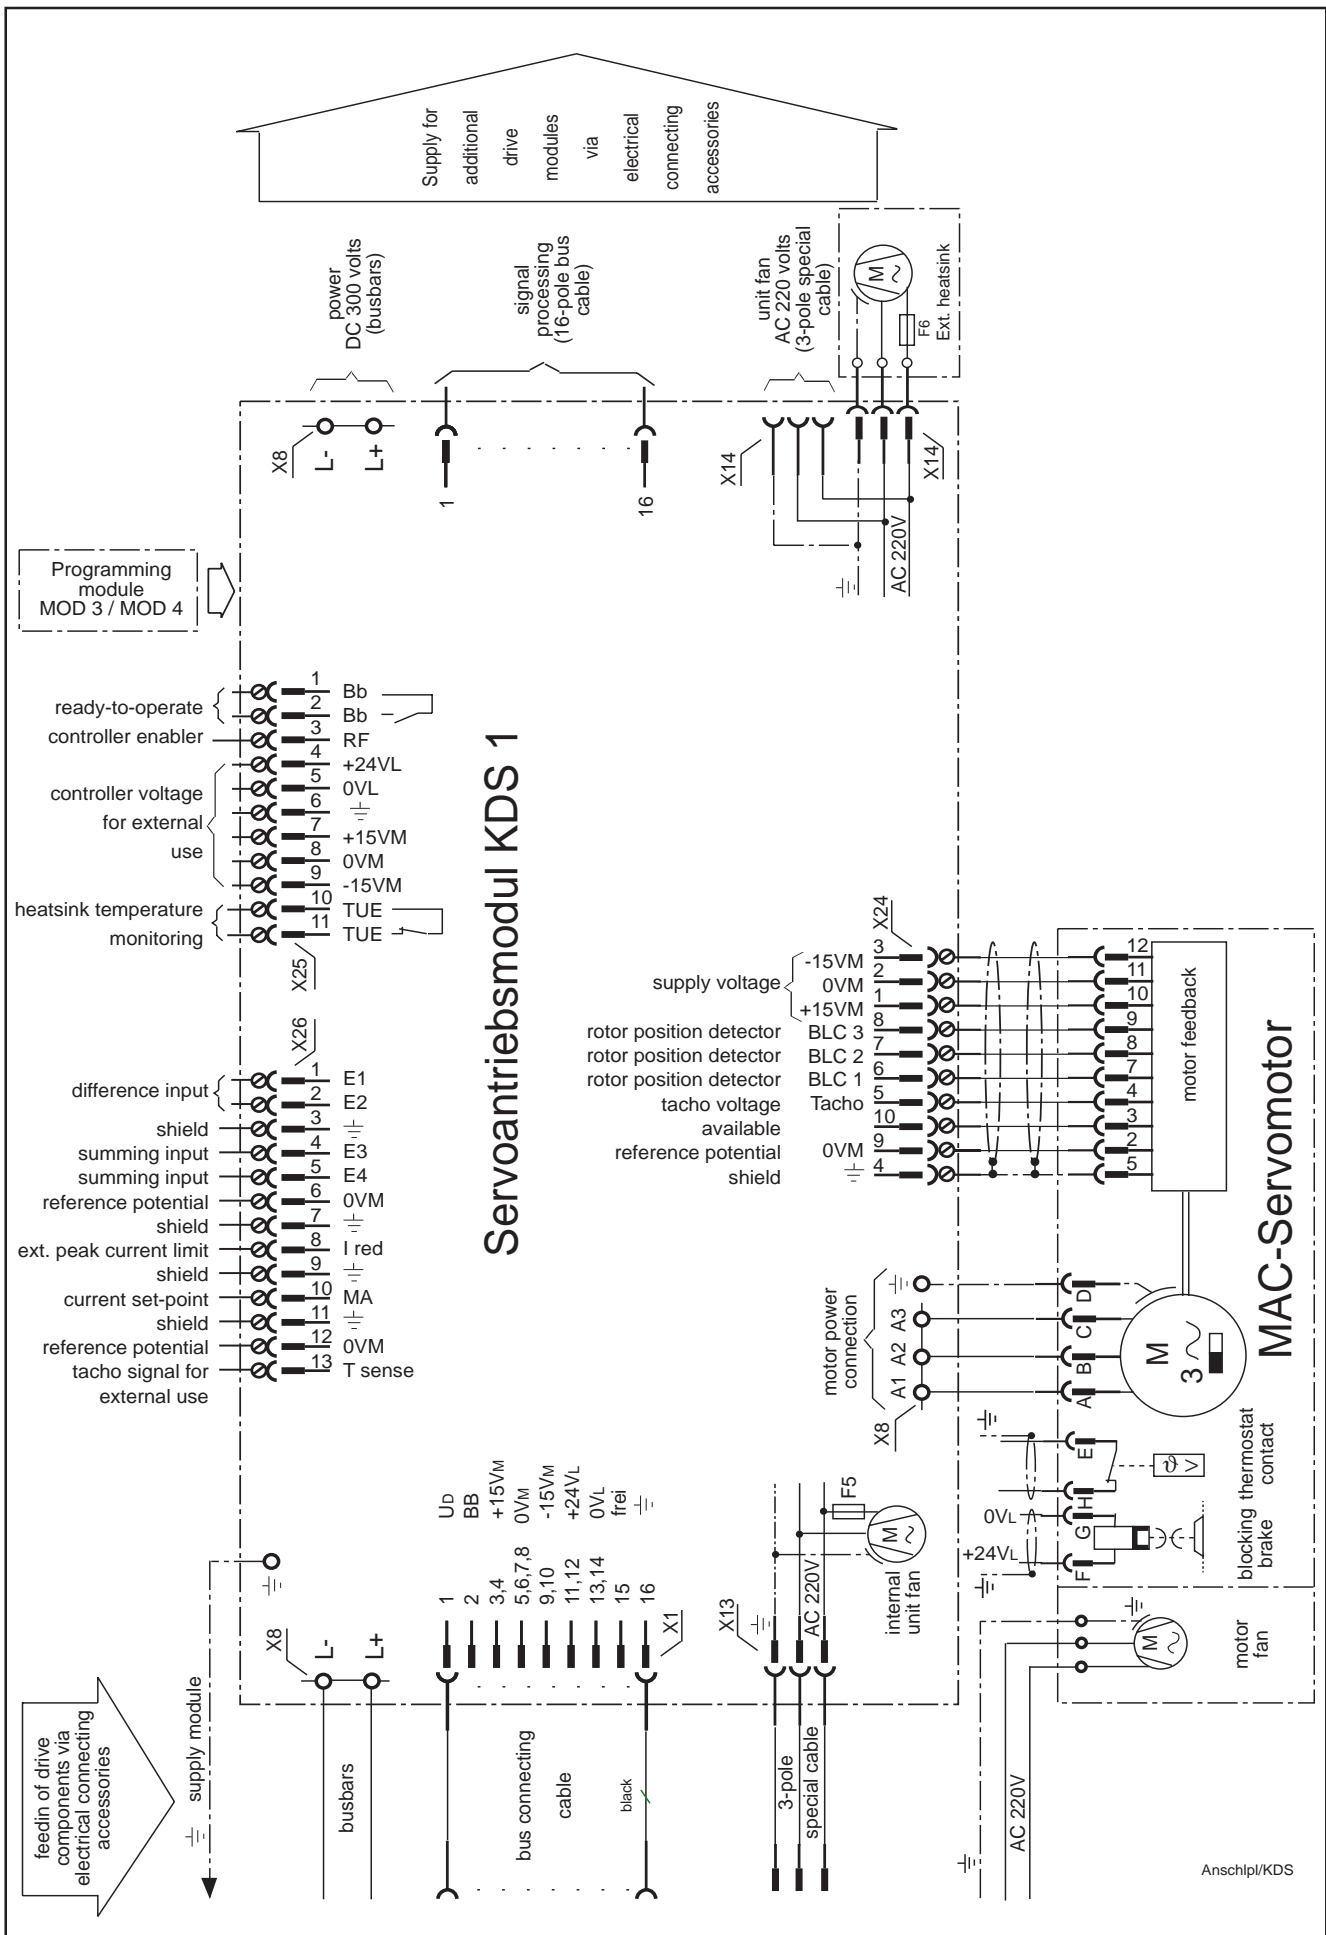 Supply for
additional
drive
modules
via
electrical
connecting
accessories
power
DC 300 volts
(busbars)
signal
processing
(16-pole bus
cable)
unit fan
AC 220 volts
(3-pole special
cable)
M
F6
Ext. heatsink
X8
L-
L+
1
16
X14
X14
AC 220V
Programming
module
MOD 3 / MOD 4
Servoantriebsmodul KDS 1
ready-to-operate
1 Bb
2 Bb
controller enabler 3 RF
controller voltage
for external
use
4 +24VL
5 0VL
6
7 +15VM
8 0VM
9 -15VM
heatsink temperature
monitoring
10 TUE
11 TUE
X25
X26
difference input
1 E1
2 E2
shield 3
summing input 4 E3
summing input 5 E4
reference potential 6 0VM
shield 7
ext. peak current limit 8 I red
shield 9
current set-point 10 MA
shield 11
reference potential 12 0VM
tacho signal for 13 T sense
external use
X24
supply voltage
-15VM 3 12
0VM 2 11
+15VM 1 10
rotor position detector BLC 3 8 9
rotor position detector BLC 2 7 8
rotor position detector BLC 1 6 7
tacho voltage Tacho 5 4
available 10 3
reference potential 0VM 9 2
shield 4 5
motor feedback
MAC-Servomotor
motor power
connection
A3
A2
A1
X8
D
C
B
A
M
3
E
H
G
F
ϑ >
thermostat
contact
0VL
+24VL
blocking
brake
motor
fan
M
AC 220V
UD
BB
+15VM
0VM
-15VM
+24VL
0VL
frei
1
2
3,4
5,6,7,8
9,10
11,12
13,14
15
16
X1
X13
AC 220V
F5
M
internal
unit fan
X8
L-
L+
supply module
feedin of drive
components via
electrical connecting
accessories
busbars
bus connecting
cable
black
3-pole
special cable
Anschlpl/KDS